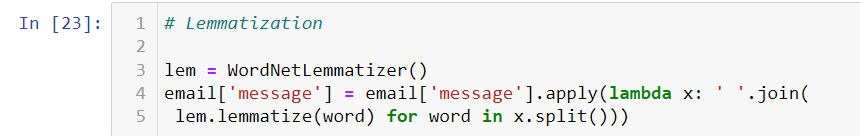 In [23]:
1 # Lemmatization
2
3 lem = WordNetLemmatizer()
4 email['message'] = email['message'].apply(lambda x: ' '.join(
5 lem.lemmatize(word) for word in x.split()))